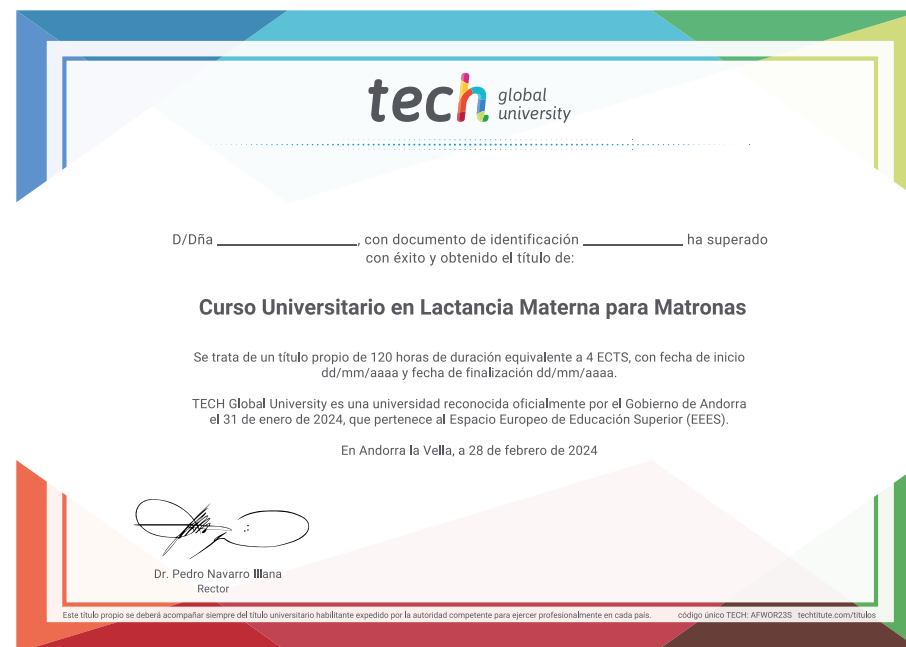 tech global
university
D/Dña , con documento de identificación ha superado
con éxito y obtenido el título de:
Curso Universitario en Lactancia Materna para Matronas
Se trata de un título propio de 120 horas de duración equivalente a 4 ECTS, con fecha de inicio
dd/mm/aaaa y fecha de finalización dd/mm/aaaa.
TECH Global University es una universidad reconocida oficialmente por el Gobierno de Andorra
el 31 de enero de 2024, que pertenece al Espacio Europeo de Educación Superior (EEES).
En Andorra la Vella, a 28 de febrero de 2024
Dr. Pedro Navarro Illana
Rector
Este título propio se deberá acompañar siempre del título universitario habilitante expedido por la autoridad competente para ejercer profesionalmente en cada país. código único TECH: AFWOR23S techtitute.com/titulos